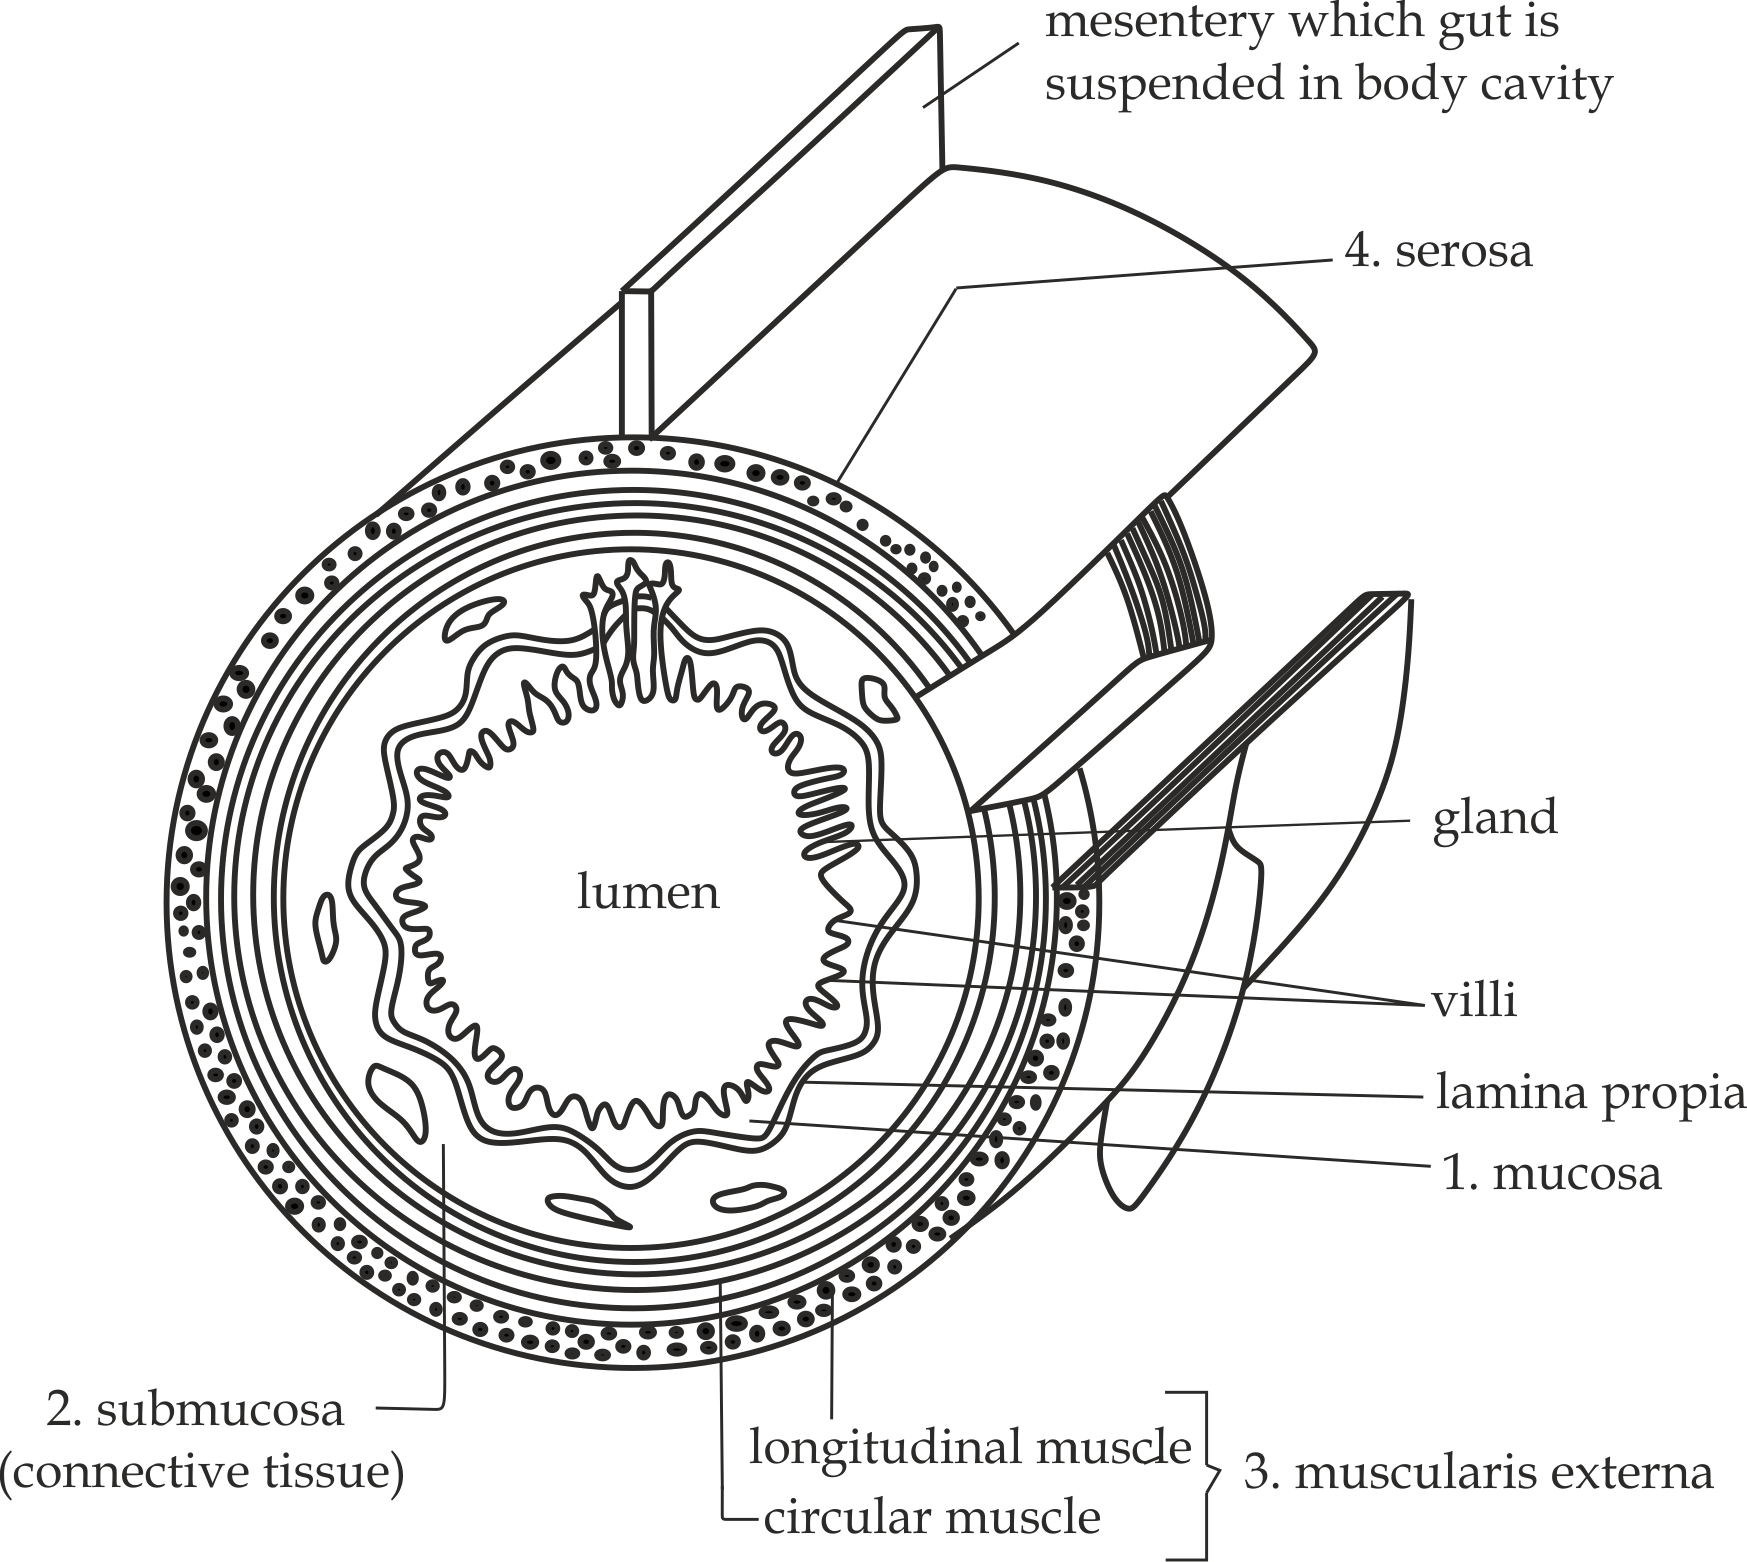 mesentery which gut is
suspended in body cavity
4. serosa
gland
lumen
villi
lamina propia
1. mucosa
2. submucosa
(connective tissue)
longitudinal muscle
circular muscle
3. muscularis externa